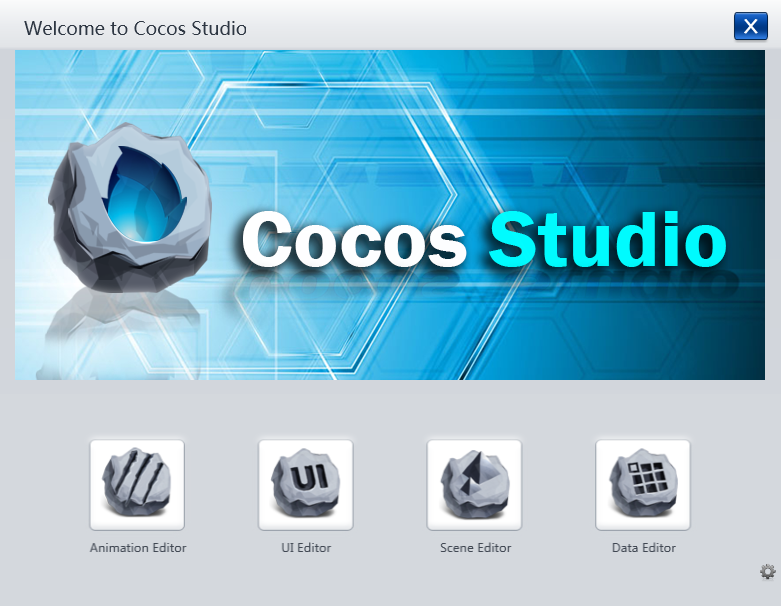 Welcome to Cocos Studio
X
Cocos Studio
UI
Animation Editor
UI Editor
Scene Editor
Data Editor